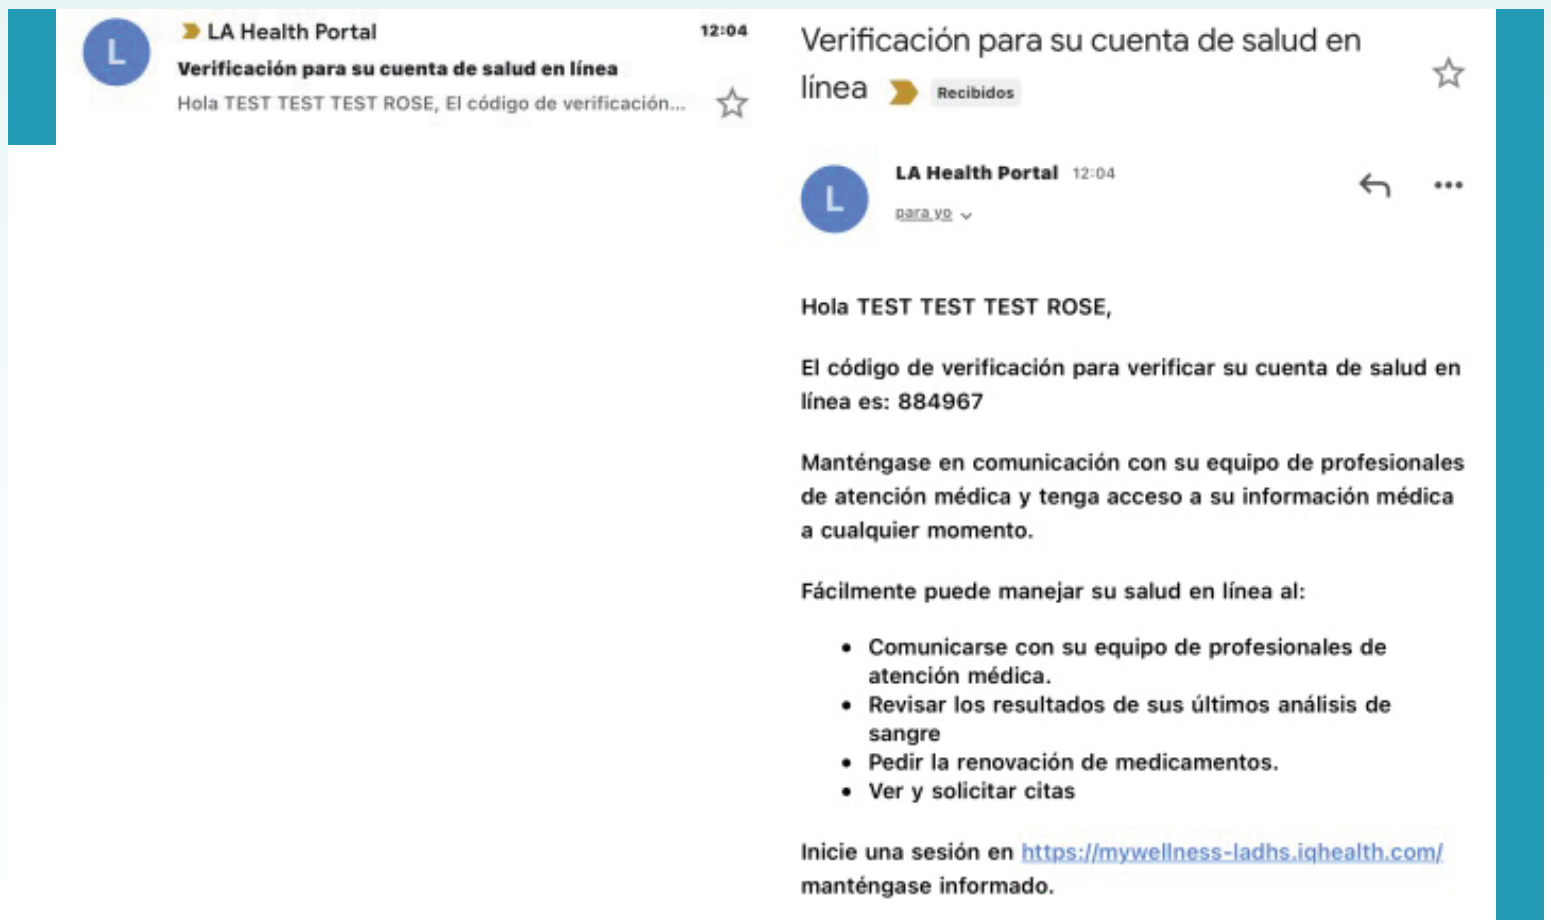 L
LA Health Portal
12:04
Verificación para su cuenta de salud en línea
Hola TEST TEST TEST ROSE, El código de verificación...
Verificación para su cuenta de salud en
línea
Recibidos
L
LA Health Portal 12:04
para yo
Hola TEST TEST TEST ROSE,
El código de verificación para verificar su cuenta de salud en
línea es: 884967
Manténgase en comunicación con su equipo de profesionales
de atención médica y tenga acceso a su información médica
a cualquier momento.
Fácilmente puede manejar su salud en línea al:
• Comunicarse con su equipo de profesionales de
atención médica.
• Revisar los resultados de sus últimos análisis de
sangre
• Pedir la renovación de medicamentos.
• Ver y solicitar citas
Inicie una sesión en https://mywellness-ladhs.iqhealth.com/
manténgase informado.